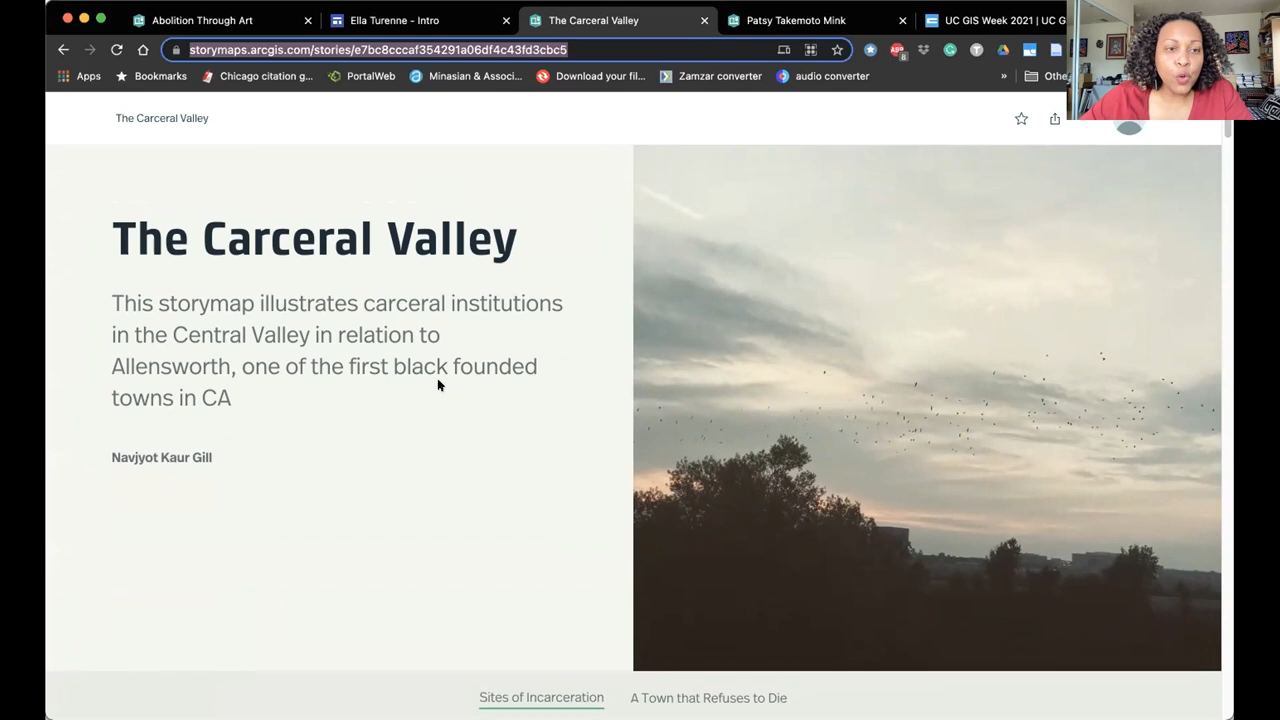 Abolition Through Art
Ella Turenne - Intro
The Carceral Valley
Patsy Takemoto Mink
UC GIS Week 2021 | UC G
storymaps.arcgis.com/stories/e7bc8cccaf354291a06df4c43fd3cbc5
Apps
Bookmarks
Chicago citation g...
PortalWeb
Minasian & Associ...
Download your fil...
Zamzar converter
audio converter
»
Othe
The Carceral Valley
The Carceral Valley
This storymap illustrates carceral institutions
in the Central Valley in relation to
Allensworth, one of the first black founded
towns in CA
Navjyot Kaur Gill
Sites of Incarceration
A Town that Refuses to Die